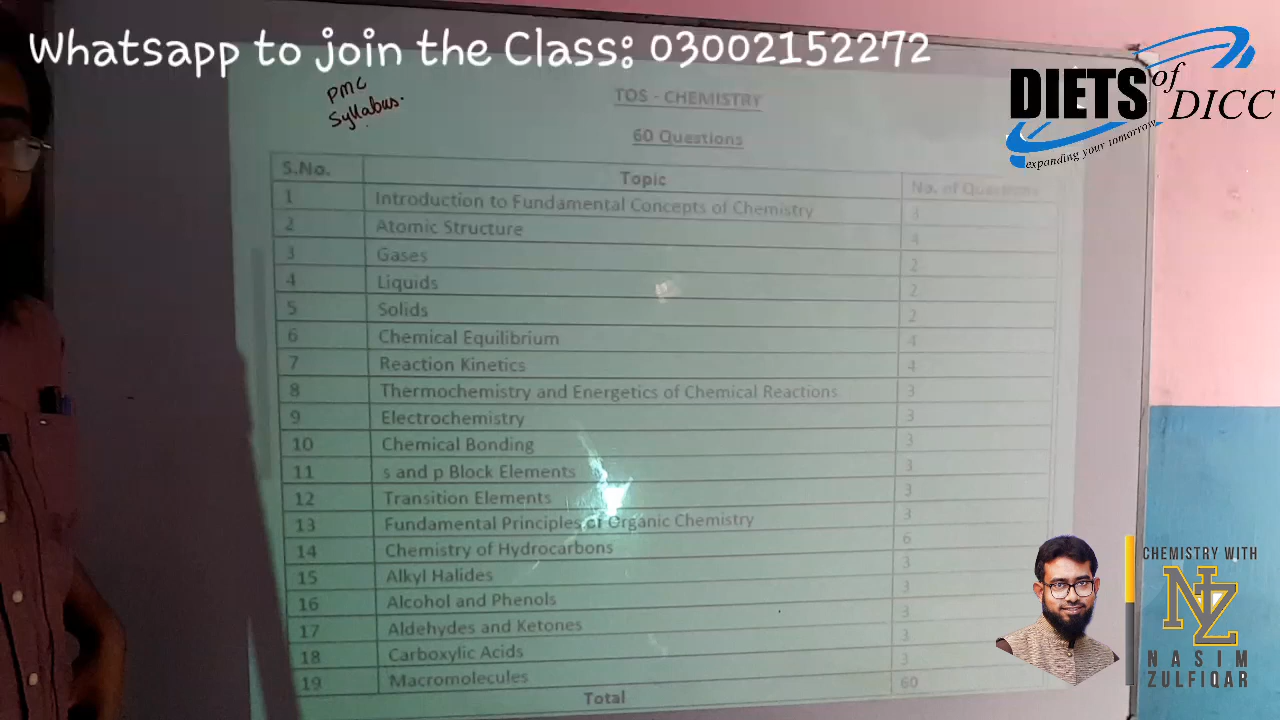 Whatsapp to join the Class: 03002152272
DIETS of DICC
expanding your tomorrow
PMC
Syllabus.
TOS - CHEMISTRY
60 Questions
S.No. Topic No. of Questions
1 Introduction to Fundamental Concepts of Chemistry 3
2 Atomic Structure 4
3 Gases 2
4 Liquids 2
5 Solids 2
6 Chemical Equilibrium 4
7 Reaction Kinetics 4
8 Thermochemistry and Energetics of Chemical Reactions 3
9 Electrochemistry 3
10 Chemical Bonding 3
11 s and p Block Elements 3
12 Transition Elements 3
13 Fundamental Principles of Organic Chemistry 3
14 Chemistry of Hydrocarbons 6
15 Alkyl Halides 3
16 Alcohol and Phenols 3
17 Aldehydes and Ketones 3
18 Carboxylic Acids 3
19 Macromolecules 3
Total 60
CHEMISTRY WITH
NZ
NASIM
ZULFIQAR